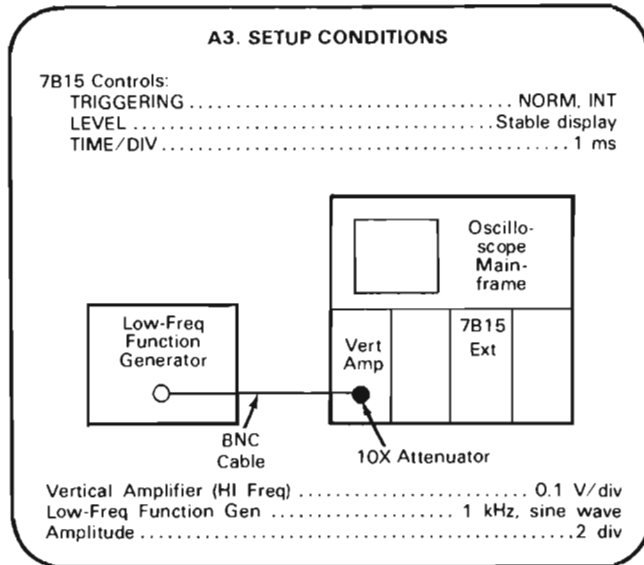 A3. SETUP CONDITIONS
7B15 Controls:
TRIGGERING ........................................ NORM, INT
LEVEL ........................................ Stable display
TIME/DIV ........................................ 1 ms
Oscillo-
scope
Main-
frame
Low-Freq
Function
Generator
Vert
Amp
7B15
Ext
BNC
Cable
10X Attenuator
Vertical Amplifier (HI Freq) ........................ 0.1 V/div
Low-Freq Function Gen .................. 1 kHz, sine wave
Amplitude ........................................ 2 div